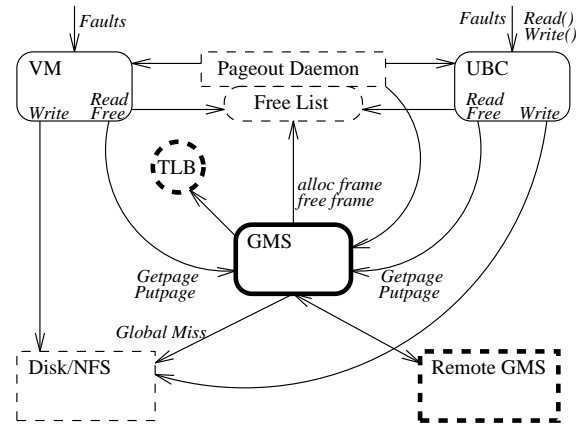 Faults
Faults
Read()
Write()
VM
Pageout Daemon
UBC
Write
Read
Free
Free List
Read
Free
Write
TLB
alloc frame
free frame
GMS
Getpage
Putpage
Getpage
Putpage
Global Miss
Disk/NFS
Remote GMS